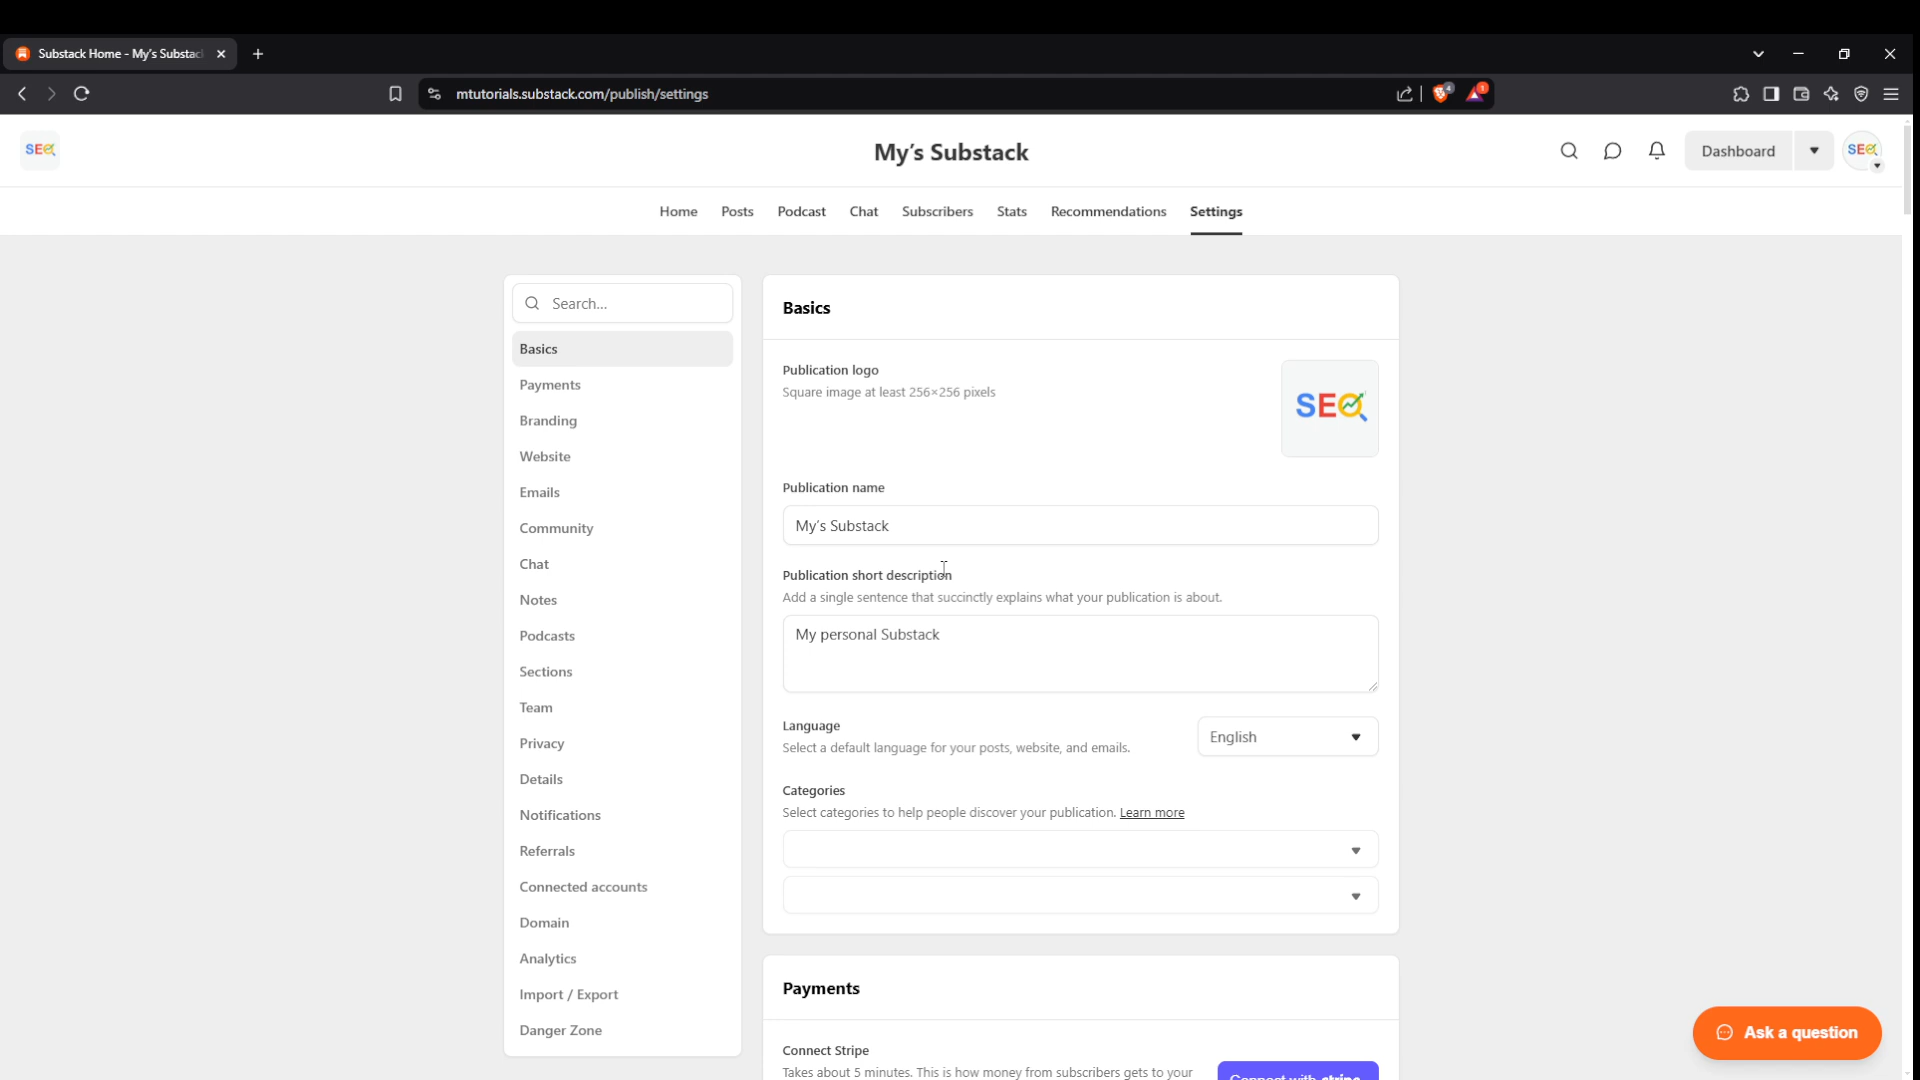 Substack Home - My's Substac
mtutorials.substack.com/publish/settings
4
1
SEO
My's Substack
Dashboard
SEO
Home
Posts
Podcast
Chat
Subscribers
Stats
Recommendations
Settings
Search...
Basics
Payments
Branding
Website
Emails
Community
Chat
Notes
Podcasts
Sections
Team
Privacy
Details
Notifications
Referrals
Connected accounts
Domain
Analytics
Import / Export
Danger Zone
Basics
Publication logo
Square image at least 256×256 pixels
SEO
Publication name
My's Substack
Publication short description
Add a single sentence that succinctly explains what your publication is about.
My personal Substack
Language
Select a default language for your posts, website, and emails.
English
Categories
Select categories to help people discover your publication. Learn more
Payments
Connect Stripe
Takes about 5 minutes. This is how money from subscribers gets to your
Connect with stripe
Ask a question